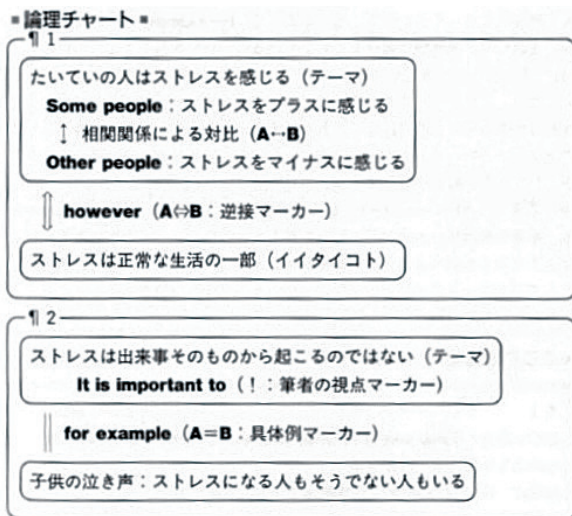 ■論理チャート■
¶ 1
たいていの人はストレスを感じる（テーマ）
Some people：ストレスをプラスに感じる
↕ 相関関係による対比（A↔B）
Other people：ストレスをマイナスに感じる
however（A⇔B：逆接マーカー）
ストレスは正常な生活の一部（イイタイコト）
¶ 2
ストレスは出来事そのものから起こるのではない（テーマ）
It is important to（！：筆者の視点マーカー）
for example（A＝B：具体例マーカー）
子供の泣き声：ストレスになる人もそうでない人もいる